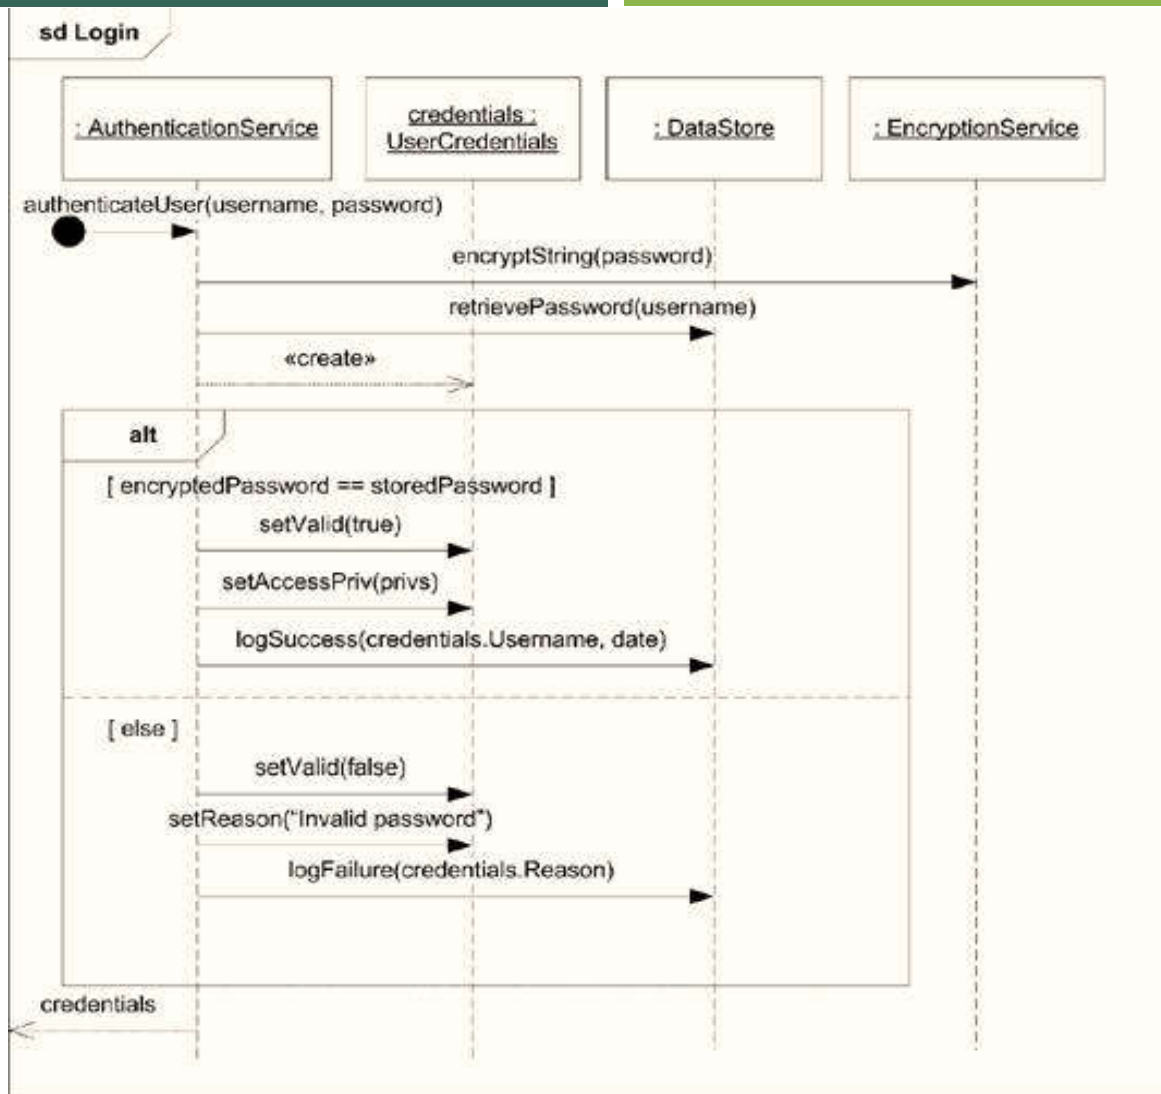 sd Login
: AuthenticationService
credentials :
UserCredentials
: DataStore
: EncryptionService
authenticateUser(username, password)
encryptString(password)
retrievePassword(username)
«create»
alt
[ encryptedPassword == storedPassword ]
setValid(true)
setAccessPriv(privs)
logSuccess(credentials.Username, date)
[ else ]
setValid(false)
setReason("Invalid password")
logFailure(credentials.Reason)
credentials